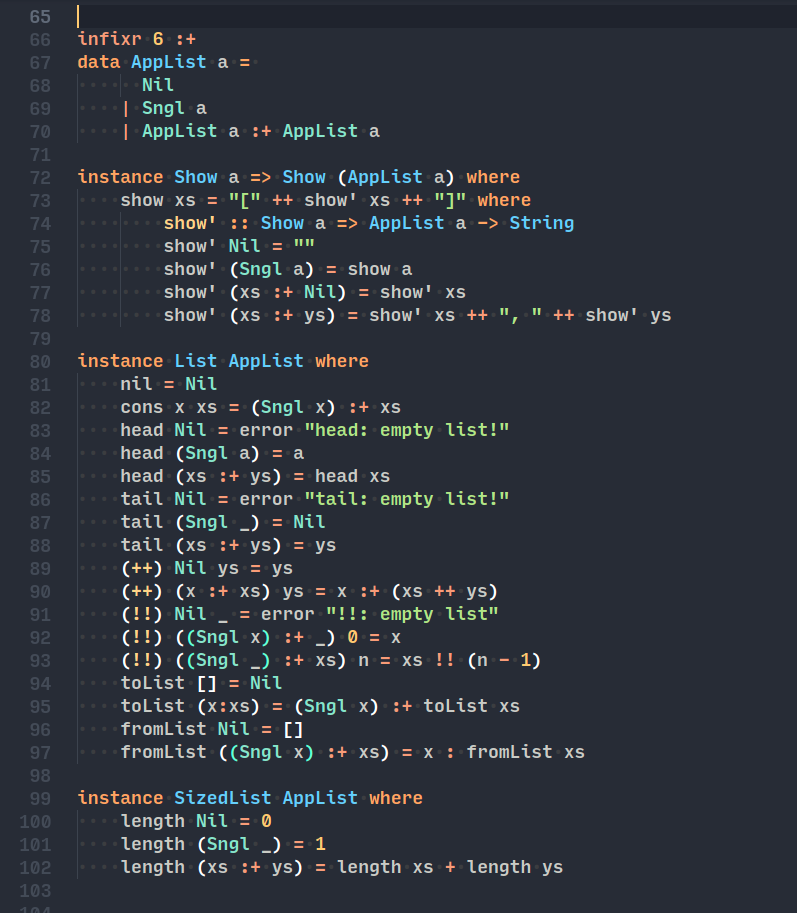 65
66 infixr 6 :+
67 data AppList a =
68       Nil
69     | Sngl a
70     | AppList a :+ AppList a
71
72 instance Show a => Show (AppList a) where
73     show xs = "[" ++ show' xs ++ "]" where
74         show' :: Show a => AppList a -> String
75         show' Nil = ""
76         show' (Sngl a) = show a
77         show' (xs :+ Nil) = show' xs
78         show' (xs :+ ys) = show' xs ++ ", " ++ show' ys
79
80 instance List AppList where
81     nil = Nil
82     cons x xs = (Sngl x) :+ xs
83     head Nil = error "head: empty list!"
84     head (Sngl a) = a
85     head (xs :+ ys) = head xs
86     tail Nil = error "tail: empty list!"
87     tail (Sngl _) = Nil
88     tail (xs :+ ys) = ys
89     (++) Nil ys = ys
90     (++) (x :+ xs) ys = x :+ (xs ++ ys)
91     (!!) Nil _ = error "!!: empty list"
92     (!!) ((Sngl x) :+ _) 0 = x
93     (!!) ((Sngl _) :+ xs) n = xs !! (n - 1)
94     toList [] = Nil
95     toList (x:xs) = (Sngl x) :+ toList xs
96     fromList Nil = []
97     fromList ((Sngl x) :+ xs) = x : fromList xs
98
99 instance SizedList AppList where
100     length Nil = 0
101     length (Sngl _) = 1
102     length (xs :+ ys) = length xs + length ys
103
104